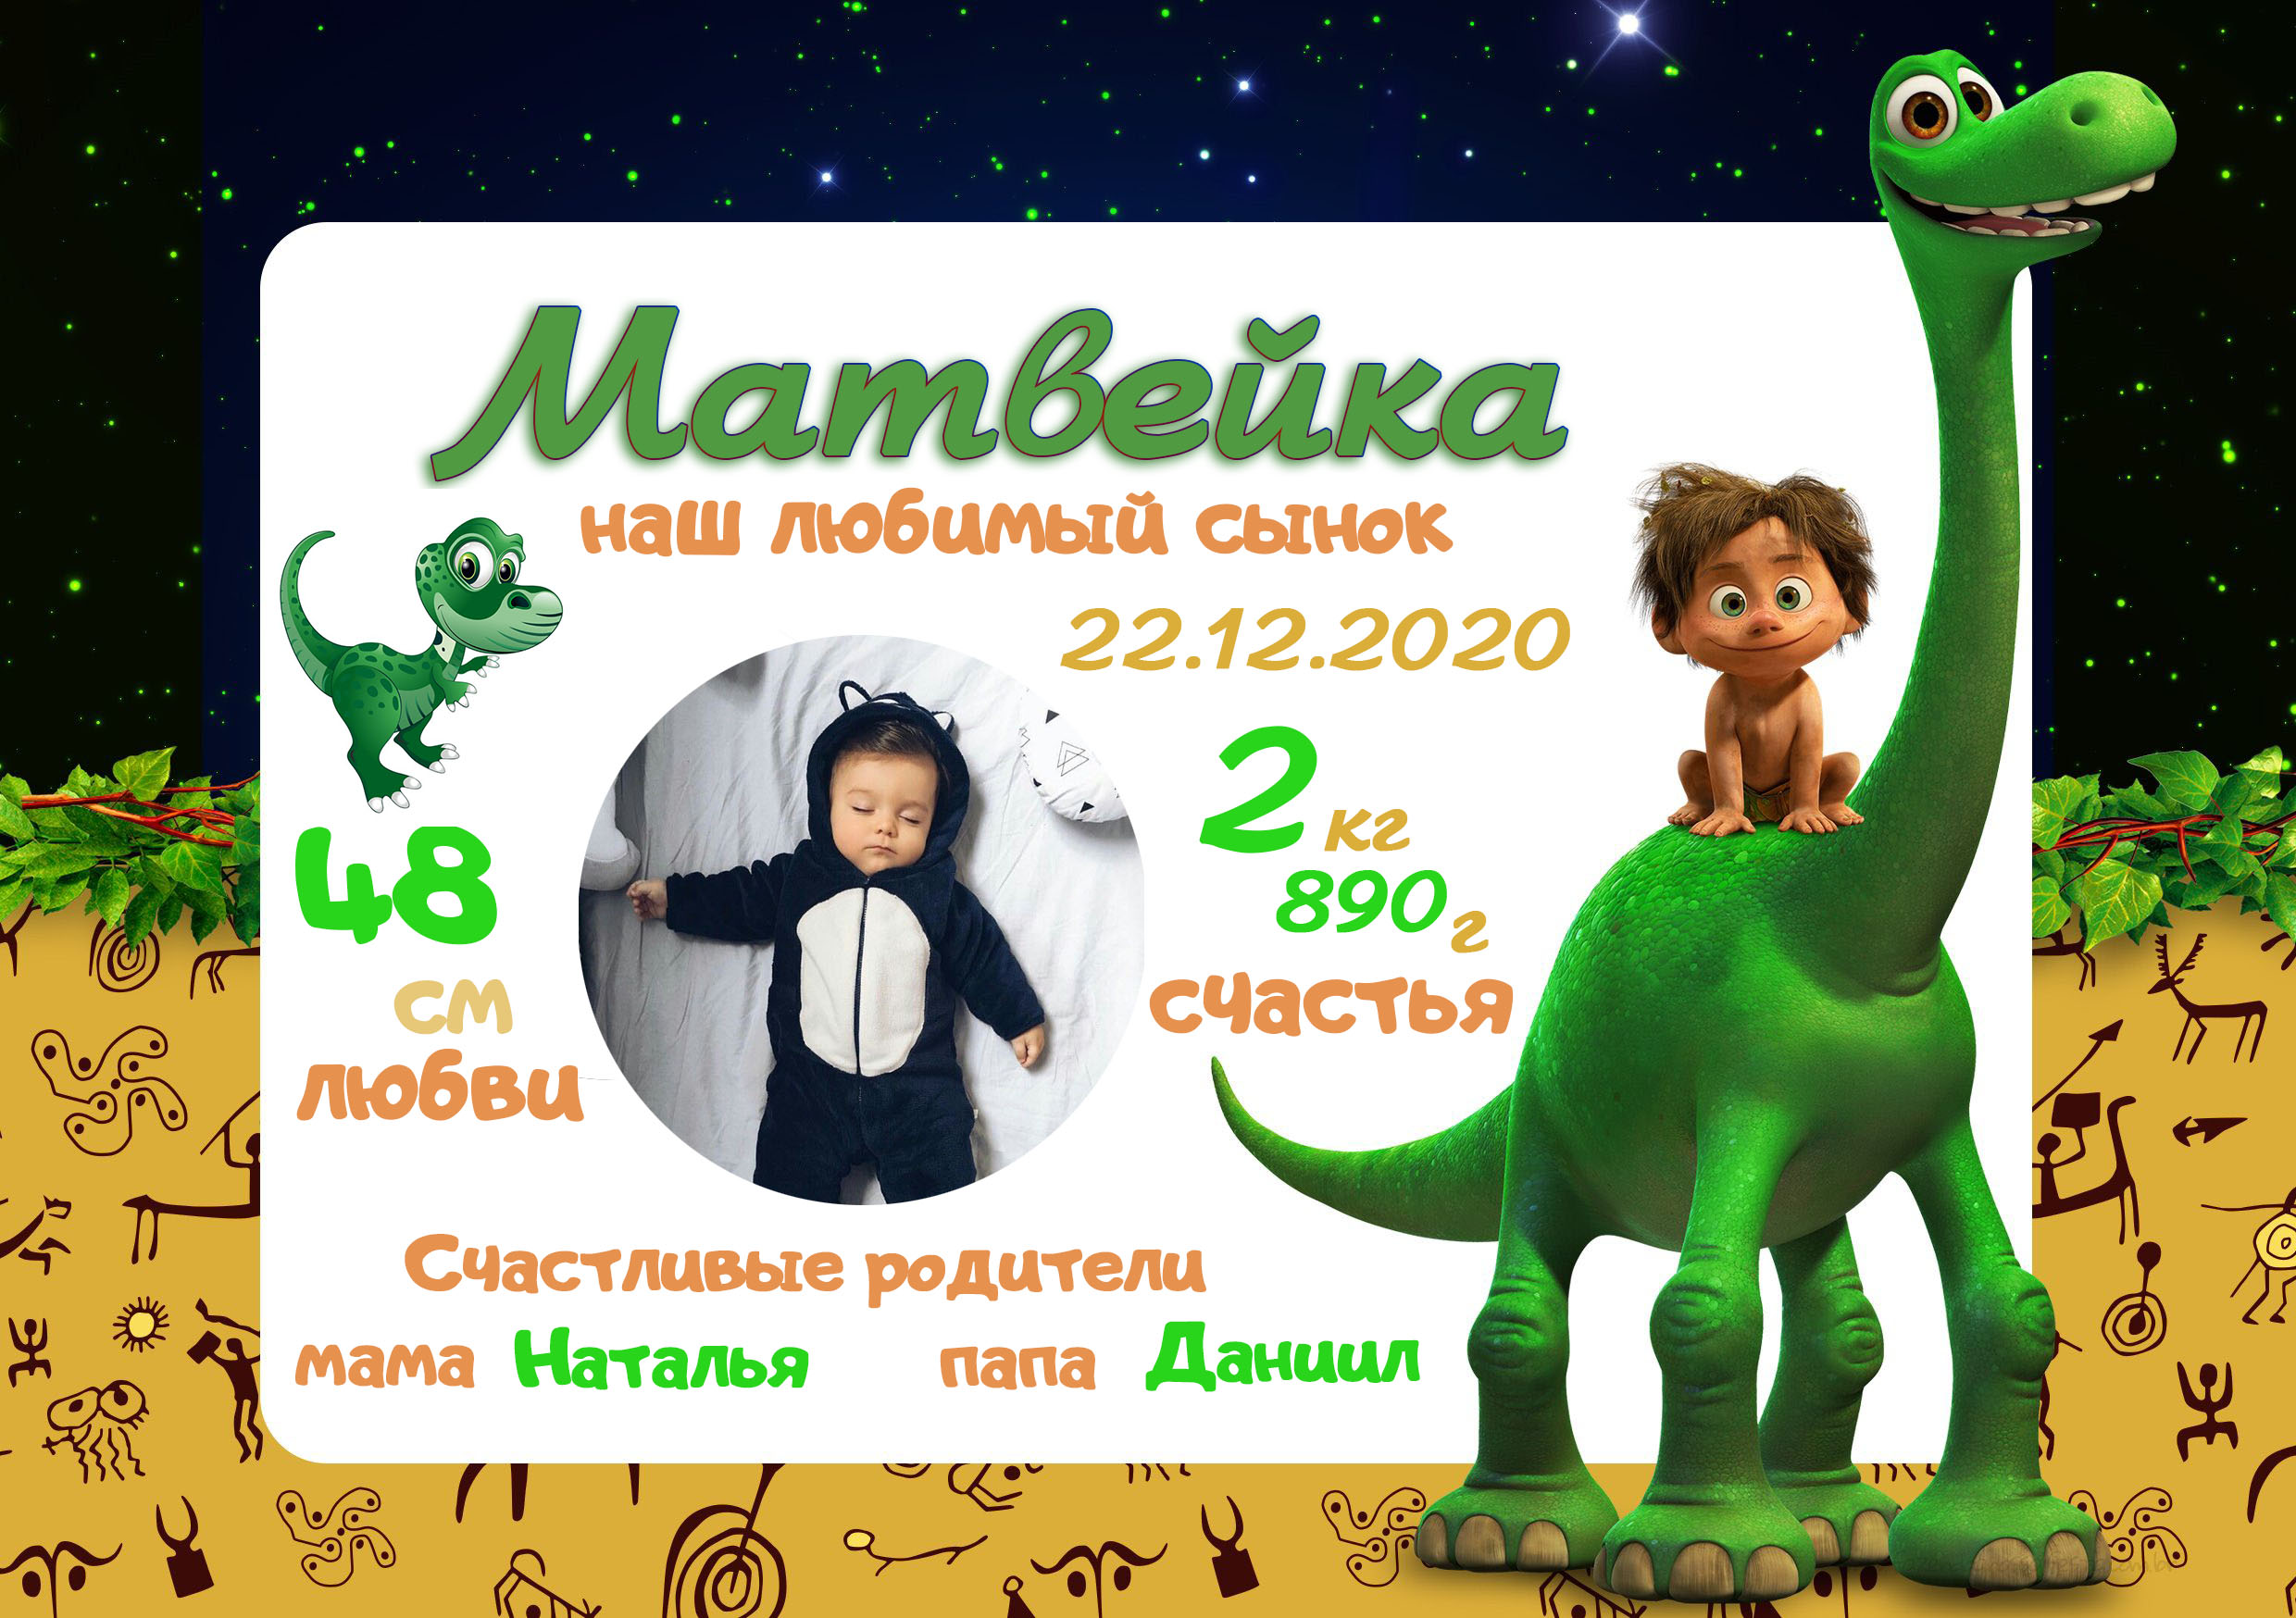 Матвейка
наш любимый сынок
22.12.2020
48
см
любви
2 кг
890 г
счастья
Счастливые родители
мама Наталья папа Даниил